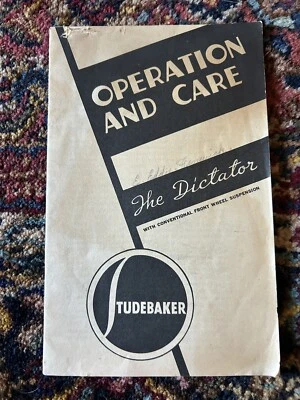 OPERATION
AND CARE
The Dictator
WITH CONVENTIONAL FRONT WHEEL SUSPENSION
STUDEBAKER